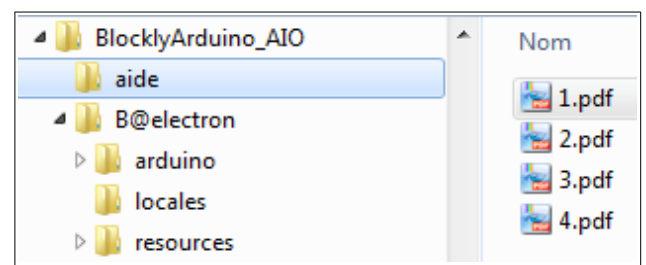 BlocklyArduino_AIO
aide
B@electron
arduino
locales
resources
Nom
1.pdf
2.pdf
3.pdf
4.pdf